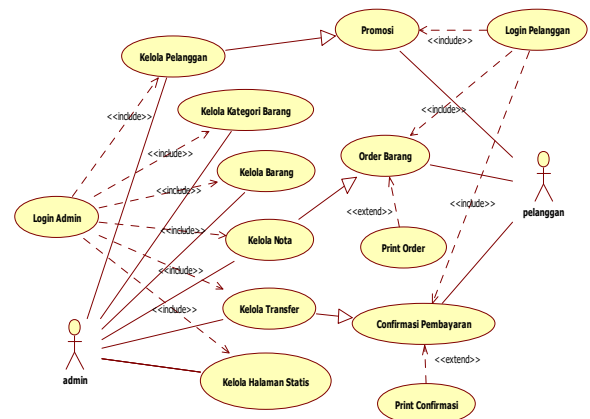 Promosi
Login Pelanggan
<<include>>
Kelola Pelanggan
<<include>>
Kelola Kategori Barang
<<include>>
<<include>>
Order Barang
Kelola Barang
<<include>>
<<include>>
Login Admin
<<extend>>
pelanggan
<<include>>
Kelola Nota
Print Order
<<include>>
Kelola Transfer
<<include>>
Confirmasi Pembayaran
<<extend>>
admin
Kelola Halaman Statis
Print Confirmasi